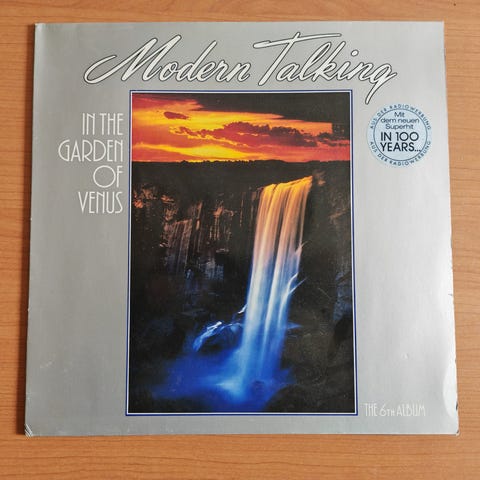 Modern Talking
IN THE
GARDEN
OF
VENUS
AUS DER RADIOWERBUNG
Mit
dem neuen
Superhit
IN 100
YEARS...
AUS DER RADIOWERBUNG
THE 6TH ALBUM